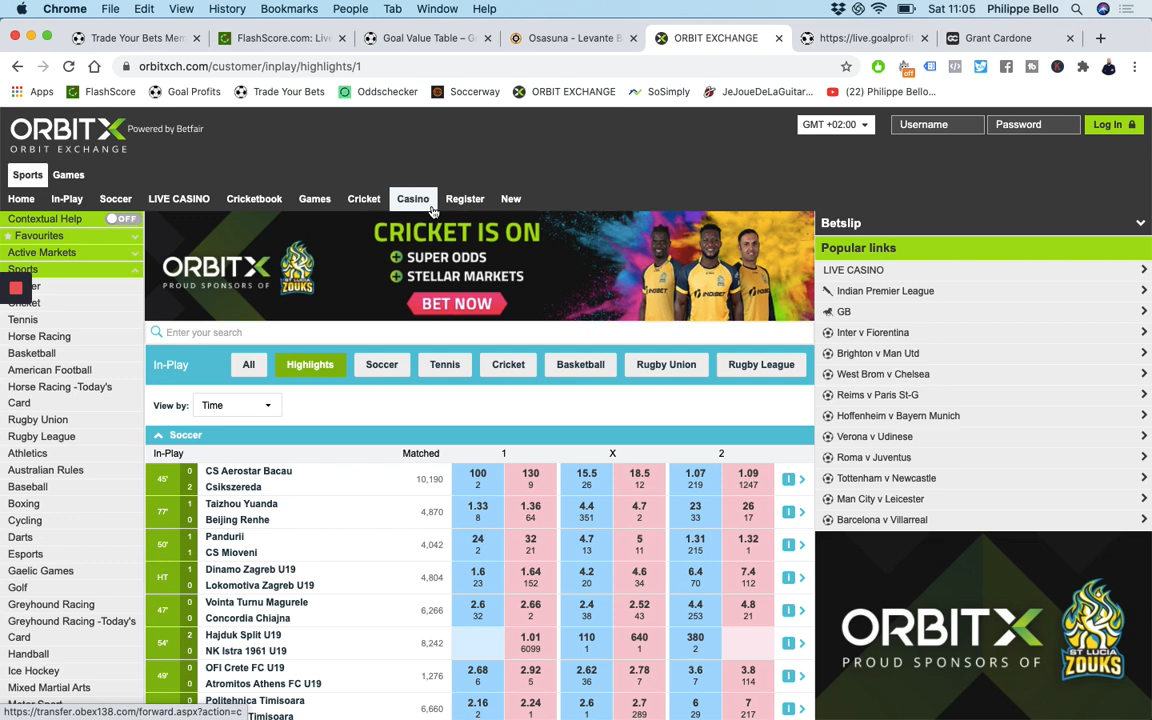 Chrome File Edit View History Bookmarks People Tab Window Help Sat 11:05 Philippe Bello
Trade Your Bets Mem FlashScore.com: Liv Goal Value Table – G Osasuna - Levante B ORBIT EXCHANGE https://live.goalprofit Grant Cardone
orbitxch.com/customer/inplay/highlights/1
off
Apps FlashScore Goal Profits Trade Your Bets Oddschecker Soccerway ORBIT EXCHANGE SoSimply JeJoueDeLaGuitar... (22) Philippe Bello...
ORBITX Powered by Betfair
ORBIT EXCHANGE
GMT +02:00 Username Password Log In
Sports Games
Home In-Play Soccer LIVE CASINO Cricketbook Games Cricket Casino Register New
Contextual Help OFF
Favourites
Active Markets
Sports
Tennis
Horse Racing
Basketball
American Football
Horse Racing -Today's
Card
Rugby Union
Rugby League
Athletics
Australian Rules
Baseball
Boxing
Cycling
Darts
Esports
Gaelic Games
Golf
Greyhound Racing
Greyhound Racing -Today's
Card
Handball
Ice Hockey
Mixed Martial Arts
https://transfer.obex138.com/forward.aspx?action=c
ORBITX
PROUD SPONSORS OF
ST LUCIA
ZOUKS
CRICKET IS ON
SUPER ODDS
STELLAR MARKETS
BET NOW
INDIBET
Enter your search
In-Play All Highlights Soccer Tennis Cricket Basketball Rugby Union Rugby League
View by: Time
Soccer
In-Play Matched 1 X 2
45' 0 CS Aerostar Bacau 10,190 100 130 15.5 18.5 1.07 1.09
2 Csikszereda 2 9 26 12 219 1247
77' 1 Taizhou Yuanda 4,870 1.33 1.36 4.4 4.7 23 26
0 Beijing Renhe 8 64 351 2 33 17
50' 1 Pandurii 4,042 24 32 4.7 5 1.31 1.32
1 CS Mioveni 2 21 13 11 215 1
HT 1 Dinamo Zagreb U19 4,804 1.6 1.64 4.2 4.6 6.4 7.4
0 Lokomotiva Zagreb U19 23 152 20 34 70 112
47' 0 Vointa Turnu Magurele 6,266 2.6 2.66 2.4 2.52 4.4 4.8
0 Concordia Chiajna 32 2 38 43 253 21
54' 2 Hajduk Split U19 8,242 1.01 110 640 380
0 NK Istra 1961 U19 6099 1 1 2
49' 0 OFI Crete FC U19 1,276 2.68 2.92 2.62 2.78 3.6 3.8
0 Atromitos Athens FC U19 6 5 36 7 7 114
0 Politehnica Timisoara 6,660 2.16 2.24 2.6 2.7 6 7
Timisoara 2 1 1 289 29 217
Betslip
Popular links
LIVE CASINO
Indian Premier League
GB
Inter v Fiorentina
Brighton v Man Utd
West Brom v Chelsea
Reims v Paris St-G
Hoffenheim v Bayern Munich
Verona v Udinese
Roma v Juventus
Tottenham v Newcastle
Man City v Leicester
Barcelona v Villarreal
ORBITX
PROUD SPONSORS OF
ST LUCIA
ZOUKS